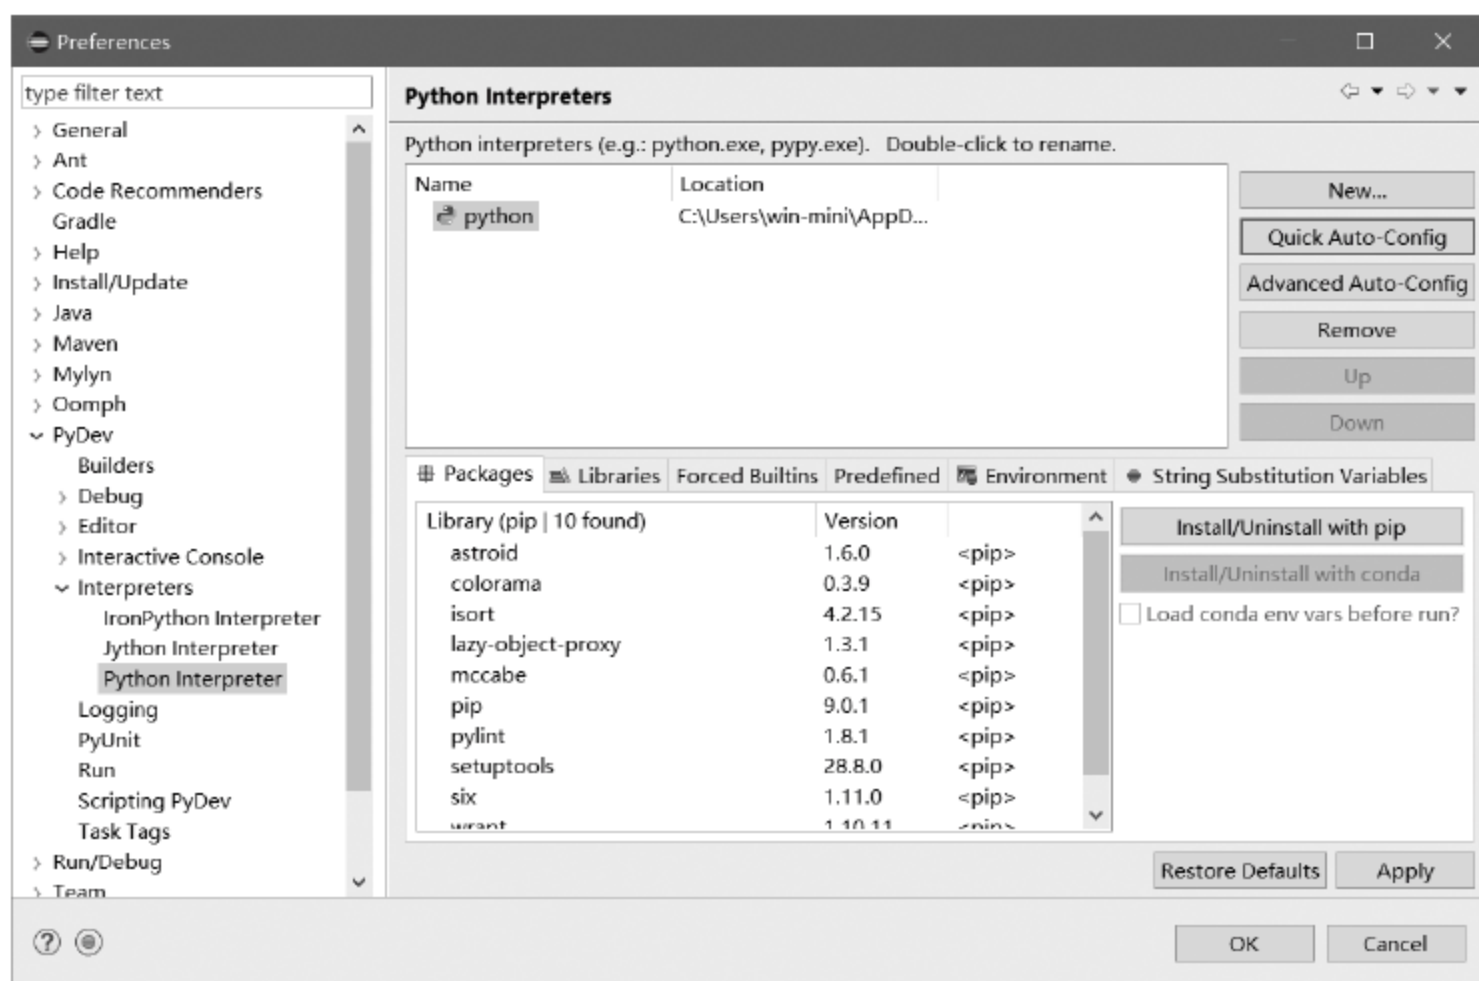 Preferences
type filter text
General
Ant
Code Recommenders
Gradle
Help
Install/Update
Java
Maven
Mylyn
Oomph
PyDev
Builders
Debug
Editor
Interactive Console
Interpreters
IronPython Interpreter
Jython Interpreter
Python Interpreter
Logging
PyUnit
Run
Scripting PyDev
Task Tags
Run/Debug
Team
Python Interpreters
Python interpreters (e.g.: python.exe, pypy.exe). Double-click to rename.
Name Location
python C:\Users\win-mini\AppD...
New...
Quick Auto-Config
Advanced Auto-Config
Remove
Up
Down
Packages Libraries Forced Builtins Predefined Environment String Substitution Variables
Library (pip | 10 found) Version
astroid 1.6.0 <pip>
colorama 0.3.9 <pip>
isort 4.2.15 <pip>
lazy-object-proxy 1.3.1 <pip>
mccabe 0.6.1 <pip>
pip 9.0.1 <pip>
pylint 1.8.1 <pip>
setuptools 28.8.0 <pip>
six 1.11.0 <pip>
wrapt 1.10.11 <pip>
Install/Uninstall with pip
Install/Uninstall with conda
Load conda env vars before run?
Restore Defaults Apply
OK Cancel